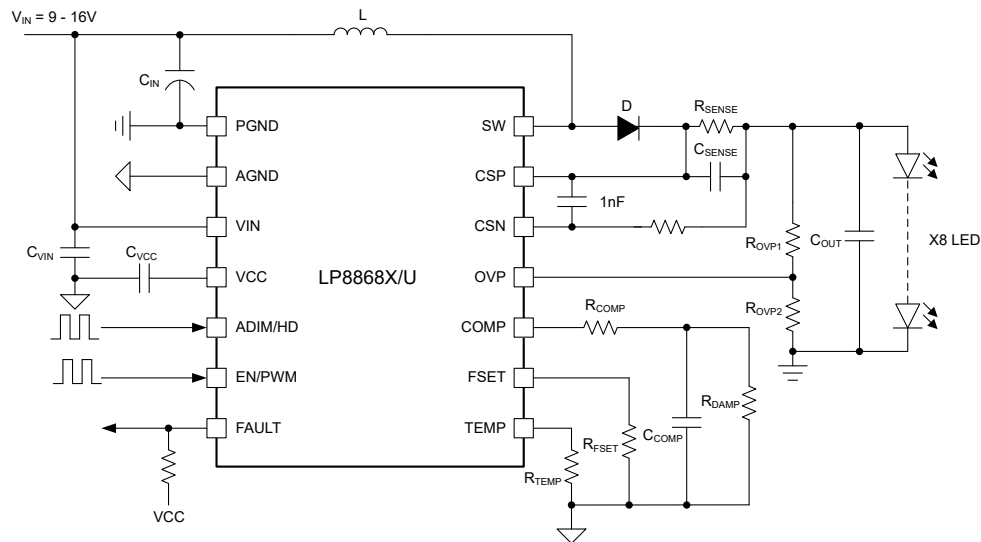 V_IN = 9 - 16V
L
C_IN
PGND
SW
D
R_SENSE
C_SENSE
AGND
CSP
1nF
VIN
CSN
C_VIN
C_VCC
VCC
LP8868X/U
OVP
R_OVP1
C_OUT
X8 LED
R_OVP2
ADIM/HD
COMP
R_COMP
EN/PWM
FSET
R_DAMP
FAULT
TEMP
R_FSET
C_COMP
R_TEMP
VCC